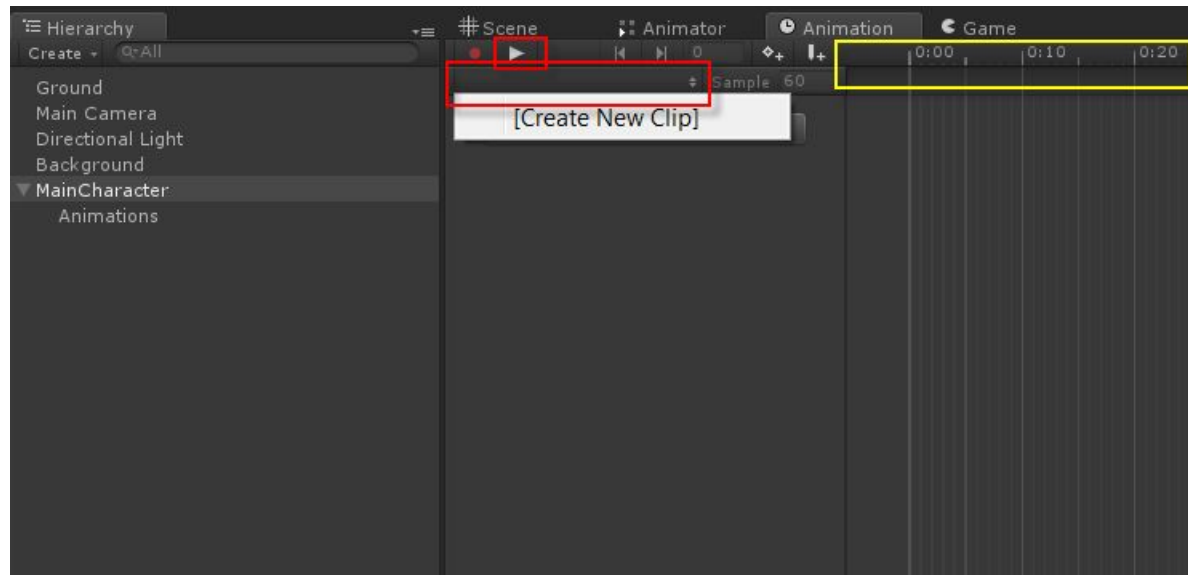 Hierarchy
Create
All
Ground
Main Camera
Directional Light
Background
MainCharacter
Animations
Scene
Animator
Animation
Game
0
0:00
0:10
0:20
Sample 60
[Create New Clip]